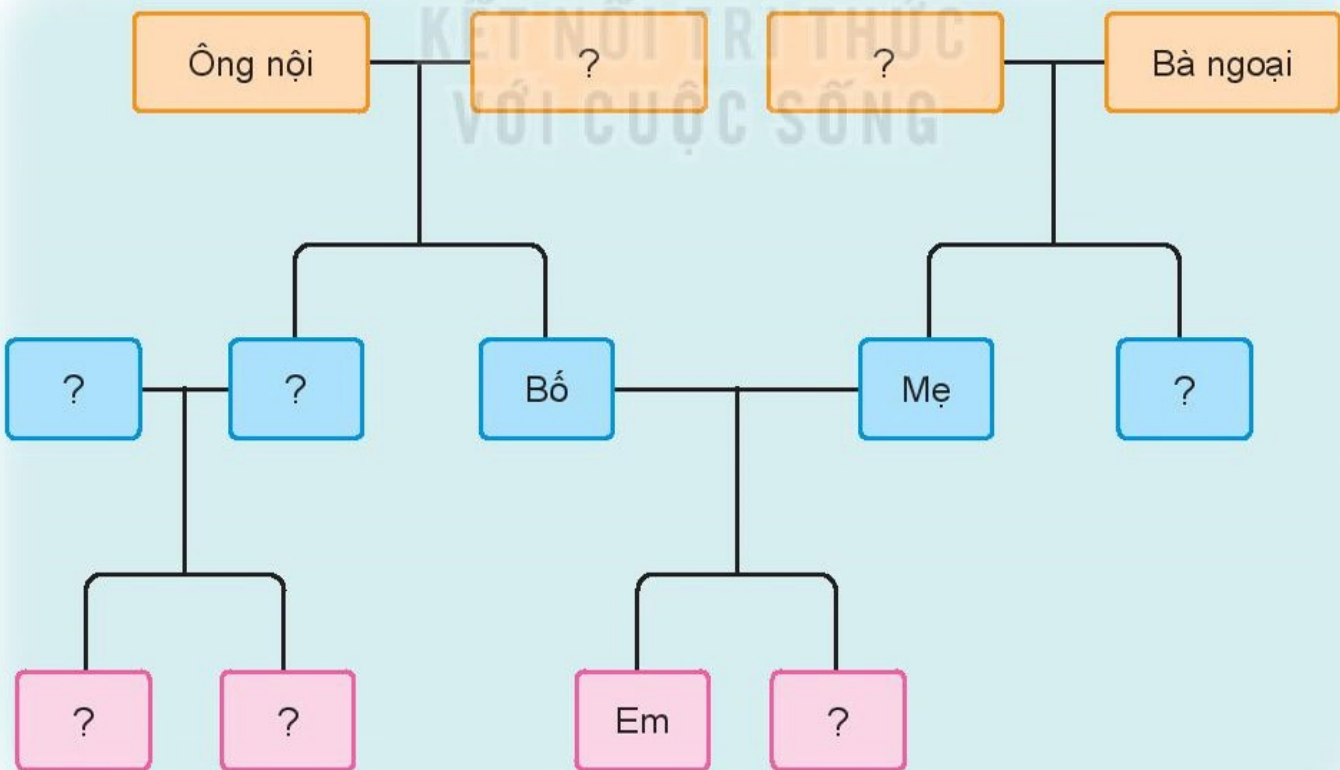 KẾT NỐI TRI THỨC
VỚI CUỘC SỐNG
Ông nội ? ? Bà ngoại
? ? Bố Mẹ ?
? ? Em ?